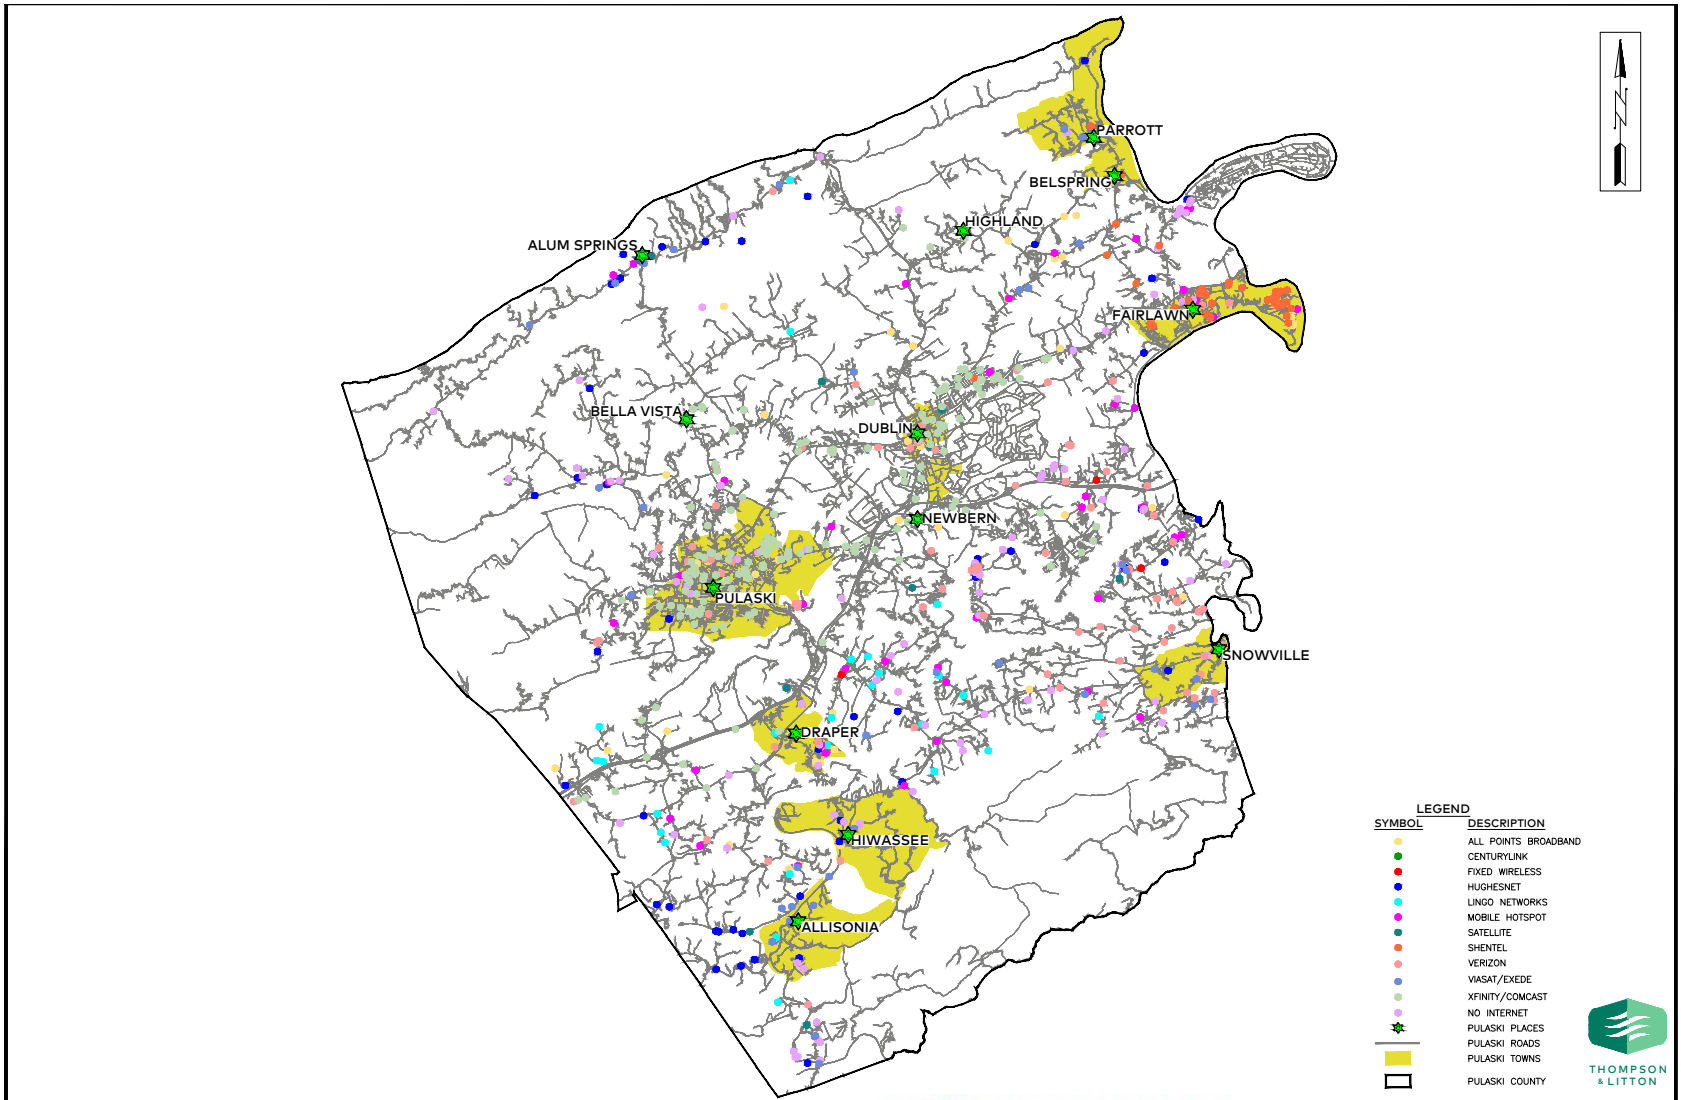 N
PARROTT
BELSPRING
HIGHLAND
ALUM SPRINGS
FAIRLAWN
BELLA VISTA
DUBLIN
NEWBERN
PULASKI
SNOWVILLE
DRAPER
HIWASSEE
ALLISONIA
LEGEND
SYMBOL DESCRIPTION
ALL POINTS BROADBAND
CENTURYLINK
FIXED WIRELESS
HUGHESNET
LINGO NETWORKS
MOBILE HOTSPOT
SATELLITE
SHENTEL
VERIZON
VIASAT/EXEDE
XFINITY/COMCAST
NO INTERNET
PULASKI PLACES
PULASKI ROADS
PULASKI TOWNS
PULASKI COUNTY
THOMPSON
& LITTON